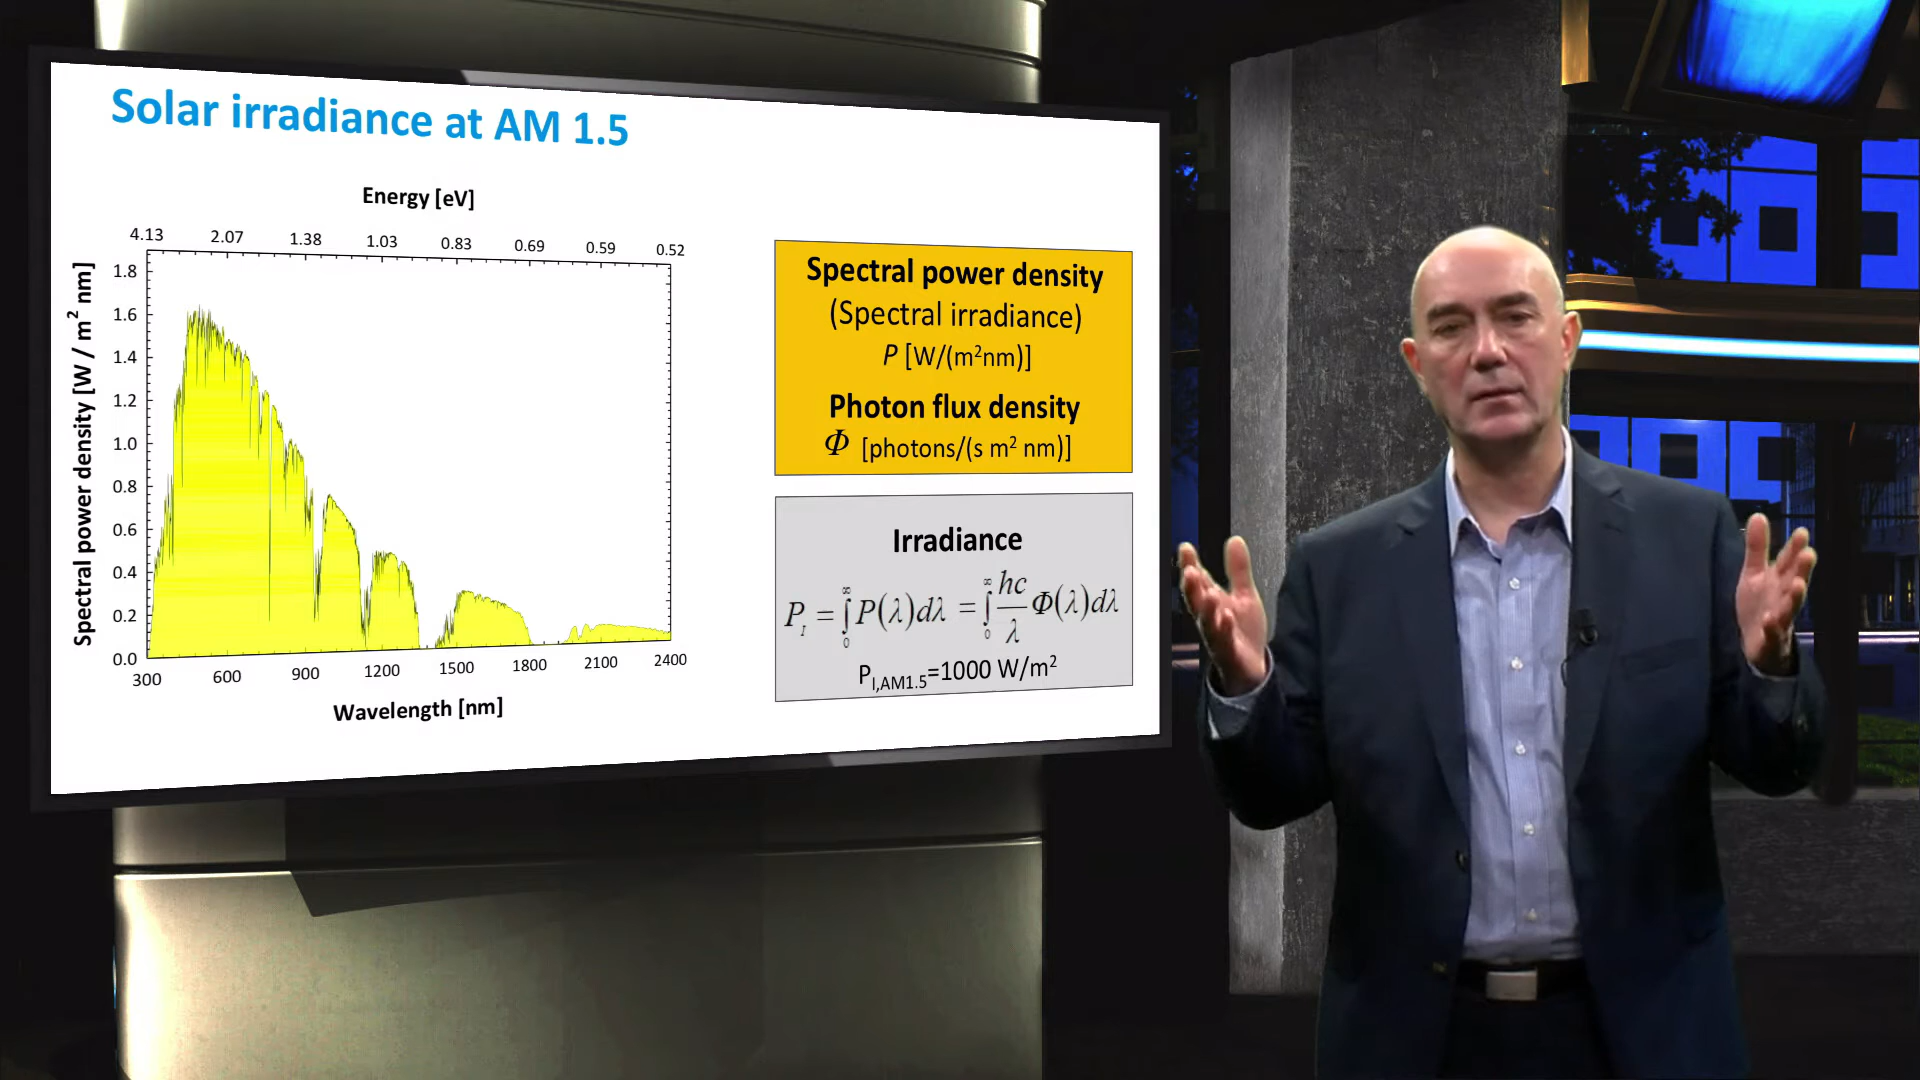 Solar irradiance at AM 1.5
Energy [eV]
4.13 2.07 1.38 1.03 0.83 0.69 0.59 0.52
Spectral power density [W / m² nm]
1.8
1.6
1.4
1.2
1.0
0.8
0.6
0.4
0.2
0.0
300 600 900 1200 1500 1800 2100 2400
Wavelength [nm]
Spectral power density
(Spectral irradiance)
P [W/(m²nm)]
Photon flux density
Φ [photons/(s m² nm)]
Irradiance
P_I = ∫₀^∞ P(λ)dλ = ∫₀^∞ hc/λ Φ(λ)dλ
P_I,AM1.5=1000 W/m²